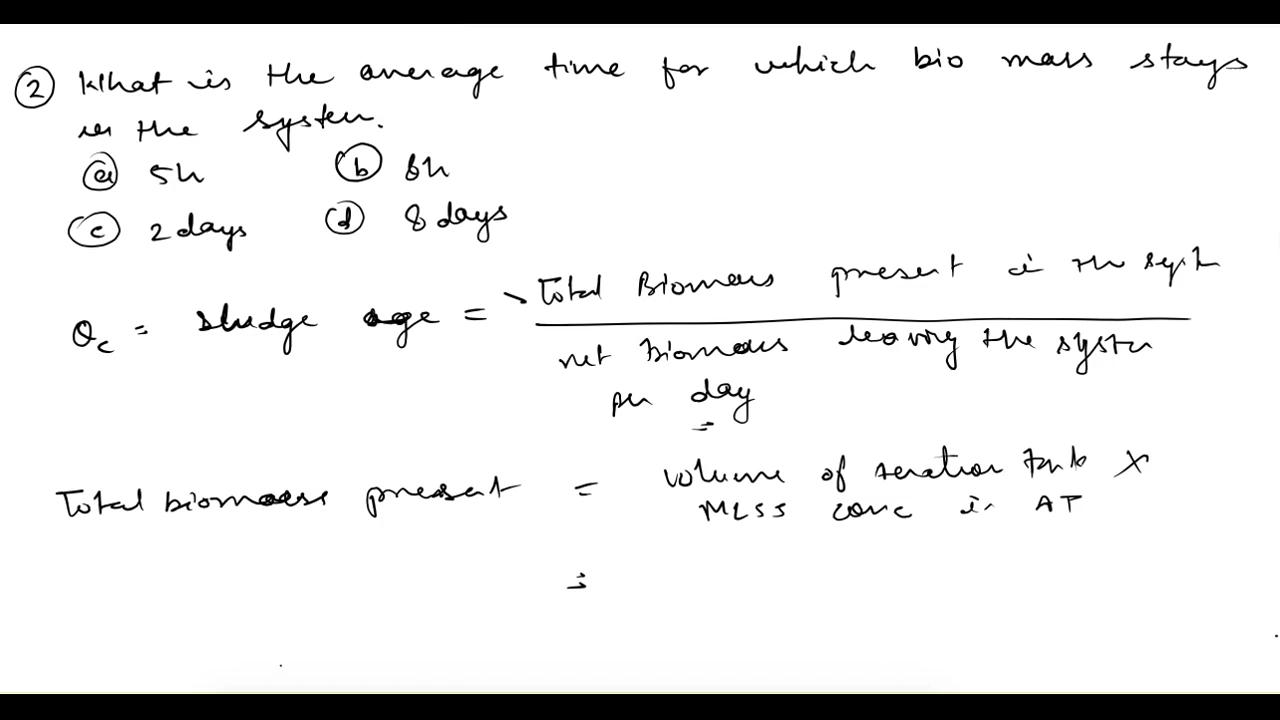 ② What is the average time for which bio mass stays
in the system.
ⓐ 5h ⓑ 8h
ⓒ 2 days ⓓ 8 days
θc = sludge age = Total Biomass present in the system
net biomass leaving the system
per day
=
Total biomass present = volume of aeration tank ×
MLSS conc in AT
=